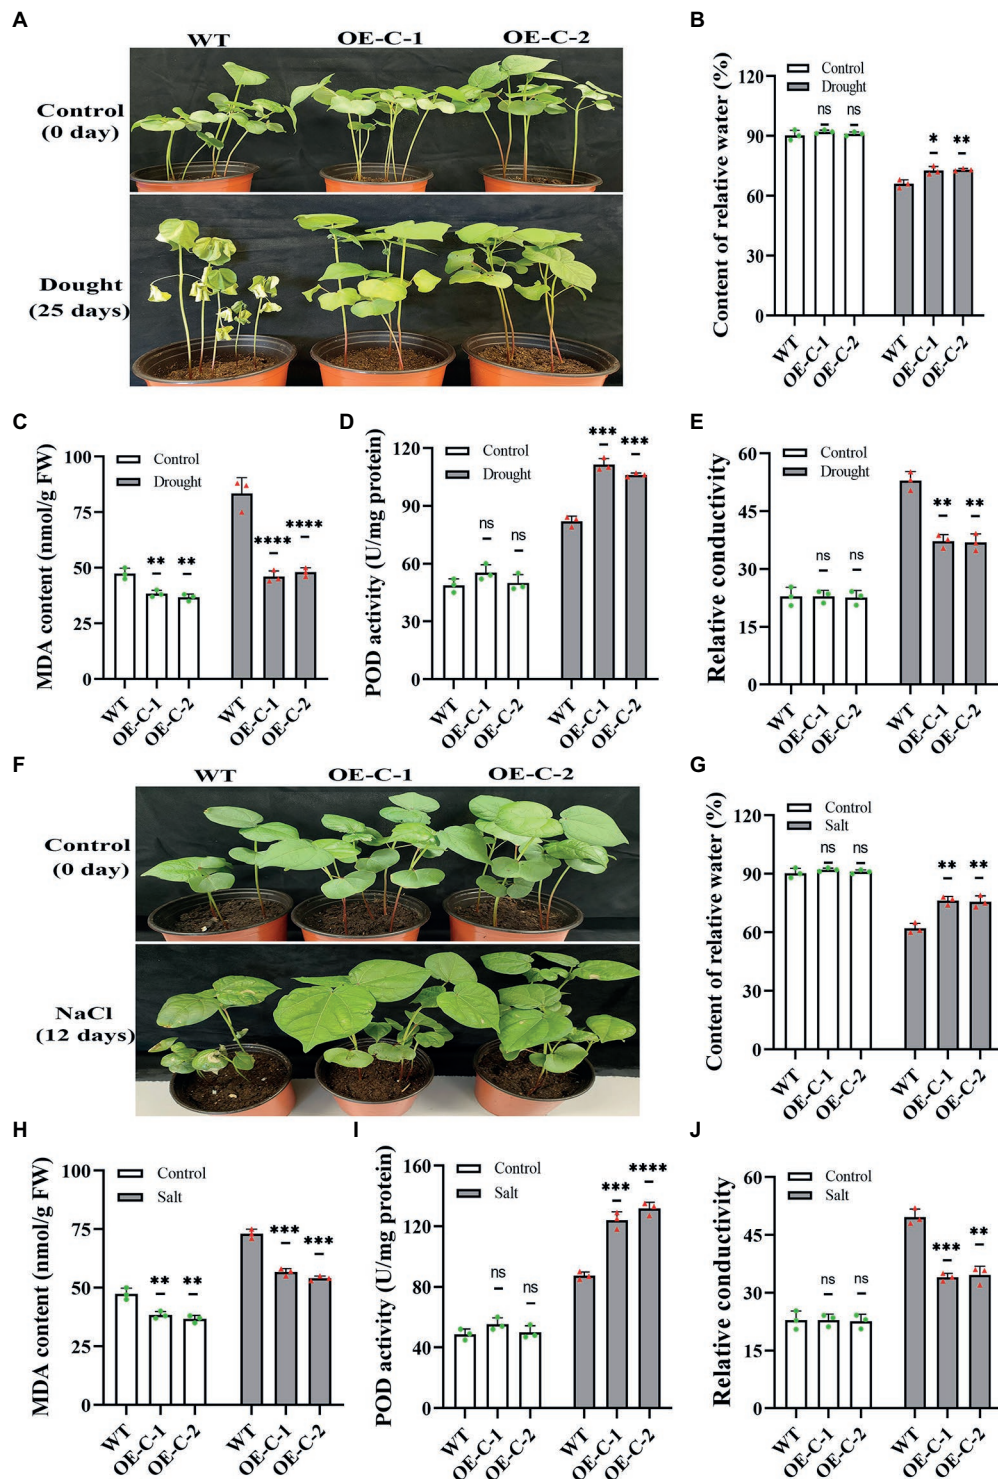 A
WT OE-C-1 OE-C-2
Control
(0 day)
Dought
(25 days)
B
Content of relative water (%)
120
90
60
30
0
Control
Drought
ns ns * **
WT OE-C-1 OE-C-2 WT OE-C-1 OE-C-2
C
MDA content (nmol/g FW)
100
75
50
25
0
Control
Drought
** ** **** ****
WT OE-C-1 OE-C-2 WT OE-C-1 OE-C-2
D
POD activity (U/mg protein)
120
90
60
30
0
Control
Drought
ns ns *** ***
WT OE-C-1 OE-C-2 WT OE-C-1 OE-C-2
E
Relative conductivity
60
45
30
15
0
Control
Drought
ns ns ** **
WT OE-C-1 OE-C-2 WT OE-C-1 OE-C-2
F
WT OE-C-1 OE-C-2
Control
(0 day)
NaCl
(12 days)
G
Content of relative water (%)
120
90
60
30
0
Control
Salt
ns ns ** **
WT OE-C-1 OE-C-2 WT OE-C-1 OE-C-2
H
MDA content (nmol/g FW)
100
75
50
25
0
Control
Salt
** ** *** ***
WT OE-C-1 OE-C-2 WT OE-C-1 OE-C-2
I
POD activity (U/mg protein)
160
120
80
40
0
Control
Salt
ns ns *** ****
WT OE-C-1 OE-C-2 WT OE-C-1 OE-C-2
J
Relative conductivity
60
45
30
15
0
Control
Salt
ns ns *** **
WT OE-C-1 OE-C-2 WT OE-C-1 OE-C-2